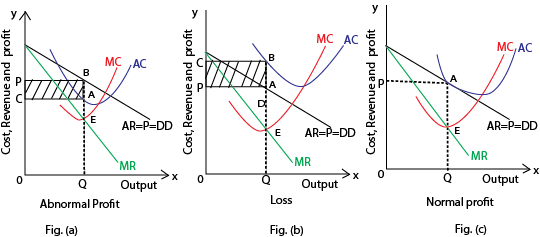 Cost, Revenue and profit
y
MC
AC
P
B
C
A
E
AR=P=DD
MR
0
Q
Output
x
Abnormal Profit
Fig. (a)
Cost, Revenue and profit
y
MC
AC
C
B
P
A
D
E
AR=P=DD
MR
0
Q
Output
x
Loss
Fig. (b)
Cost, Revenue and profit
y
MC
AC
P
A
E
AR=P=DD
MR
0
Q
Output
x
Normal profit
Fig. (c)